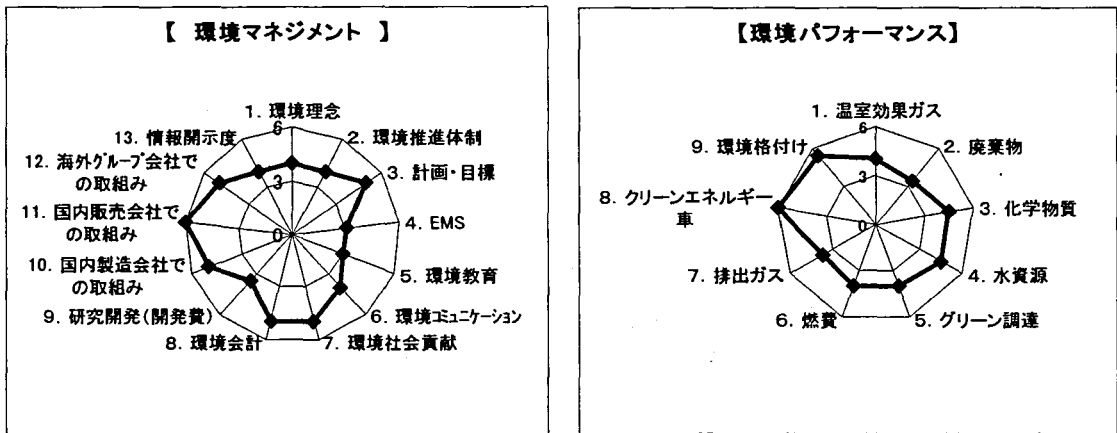 【 環境マネジメント 】
1. 環境理念
2. 環境推進体制
3. 計画・目標
4. EMS
5. 環境教育
6. 環境ｺﾐｭﾆｹｰｼｮﾝ
7. 環境社会貢献
8. 環境会計
9. 研究開発(開発費)
10. 国内製造会社で
の取組み
11. 国内販売会社で
の取組み
12. 海外ｸﾞﾙｰﾌﾟ会社で
の取組み
13. 情報開示度
6
3
0
【環境パフォーマンス】
1. 温室効果ガス
2. 廃棄物
3. 化学物質
4. 水資源
5. グリーン調達
6. 燃費
7. 排出ガス
8. クリーンエネルギー
車
9. 環境格付け
6
3
0